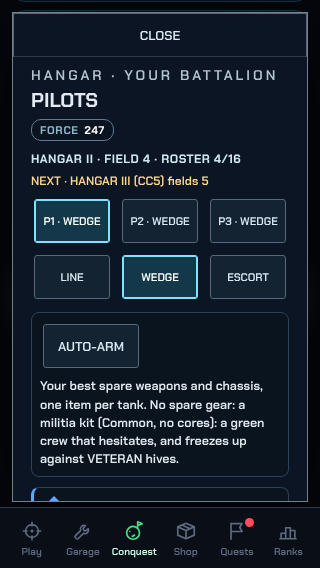 CLOSE
HANGAR · YOUR BATTALION
PILOTS
FORCE 247
HANGAR II · FIELD 4 · ROSTER 4/16
NEXT · HANGAR III (CC5) fields 5
P1 · WEDGE P2 · WEDGE P3 · WEDGE
LINE WEDGE ESCORT
AUTO-ARM
Your best spare weapons and chassis,
one item per tank. No spare gear: a
militia kit (Common, no cores): a green
crew that hesitates, and freezes up
against VETERAN hives.
Play Garage Conquest Shop Quests Ranks